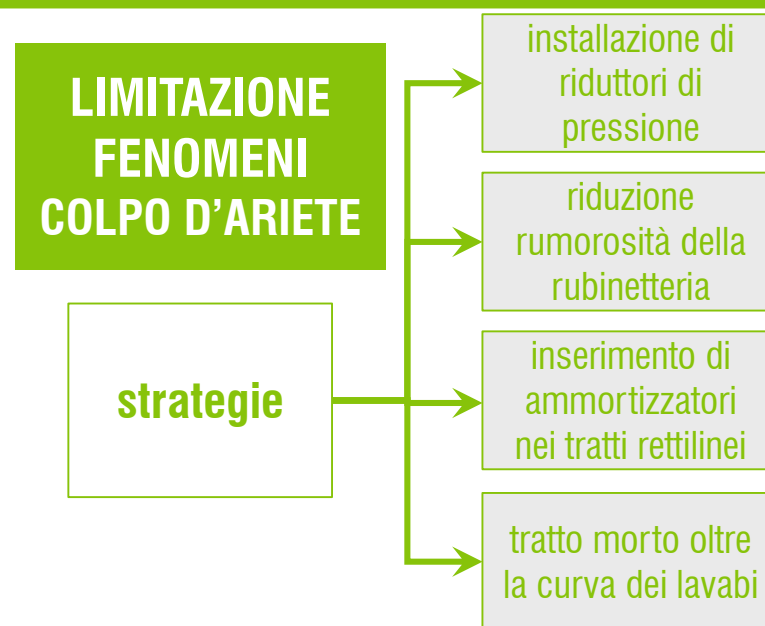 LIMITAZIONE
FENOMENI
COLPO D'ARIETE
strategie
installazione di
riduttori di
pressione
riduzione
rumorosità della
rubinetteria
inserimento di
ammortizzatori
nei tratti rettilinei
tratto morto oltre
la curva dei lavabi